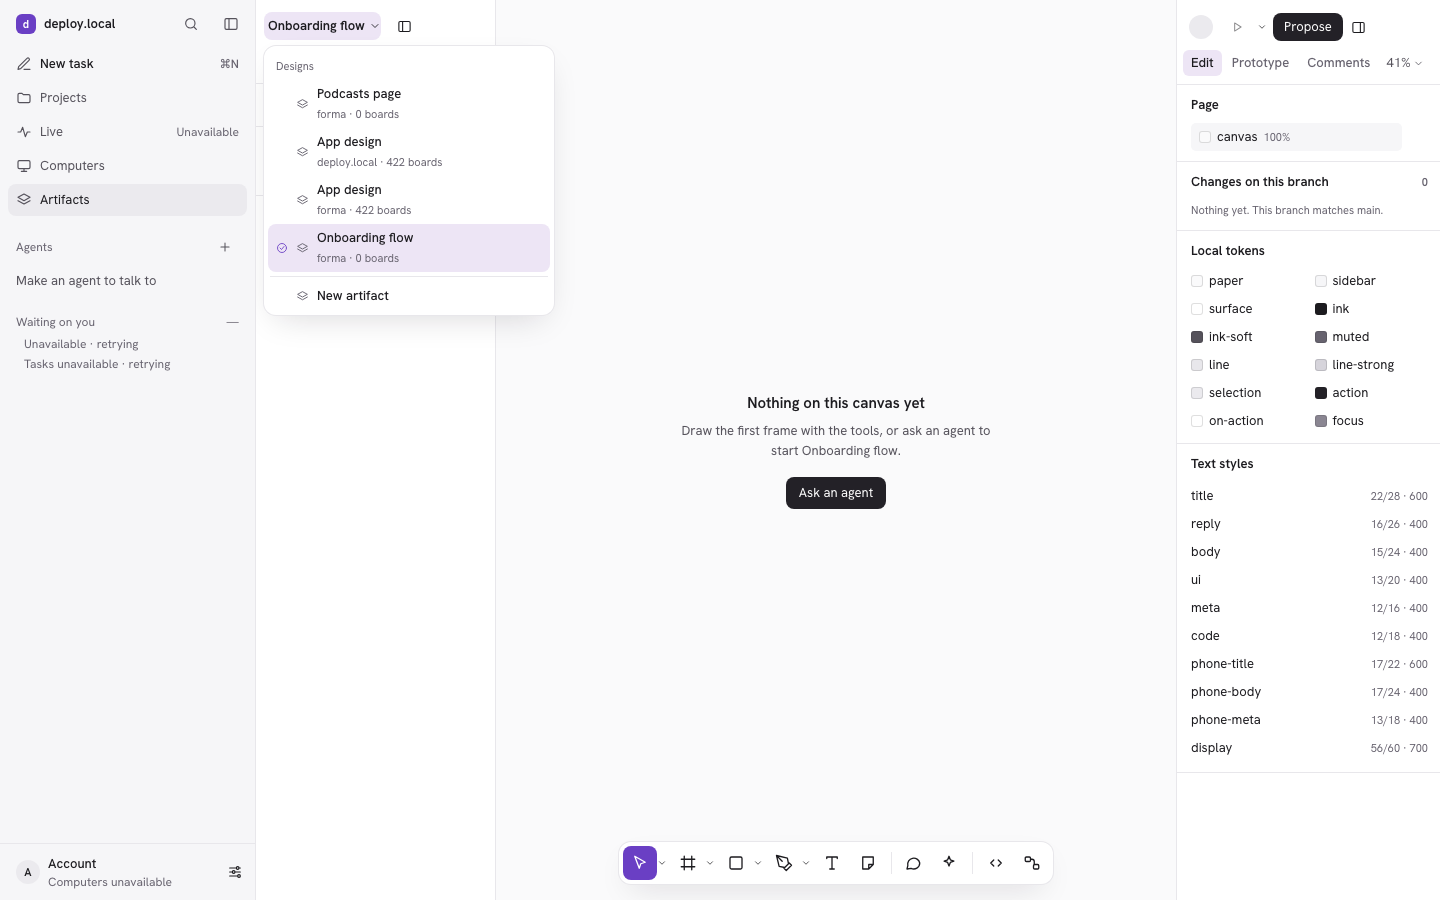 d deploy.local
New task ⌘N
Projects
Live Unavailable
Computers
Artifacts
Agents
Make an agent to talk to
Waiting on you
Unavailable · retrying
Tasks unavailable · retrying
A Account
Computers unavailable
Onboarding flow
Designs
Podcasts page
forma · 0 boards
App design
deploy.local · 422 boards
App design
forma · 422 boards
Onboarding flow
forma · 0 boards
New artifact
Nothing on this canvas yet
Draw the first frame with the tools, or ask an agent to
start Onboarding flow.
Ask an agent
Propose
Edit Prototype Comments 41%
Page
canvas 100%
Changes on this branch 0
Nothing yet. This branch matches main.
Local tokens
paper sidebar
surface ink
ink-soft muted
line line-strong
selection action
on-action focus
Text styles
title 22/28 · 600
reply 16/26 · 400
body 15/24 · 400
ui 13/20 · 400
meta 12/16 · 400
code 12/18 · 400
phone-title 17/22 · 600
phone-body 17/24 · 400
phone-meta 13/18 · 400
display 56/60 · 700